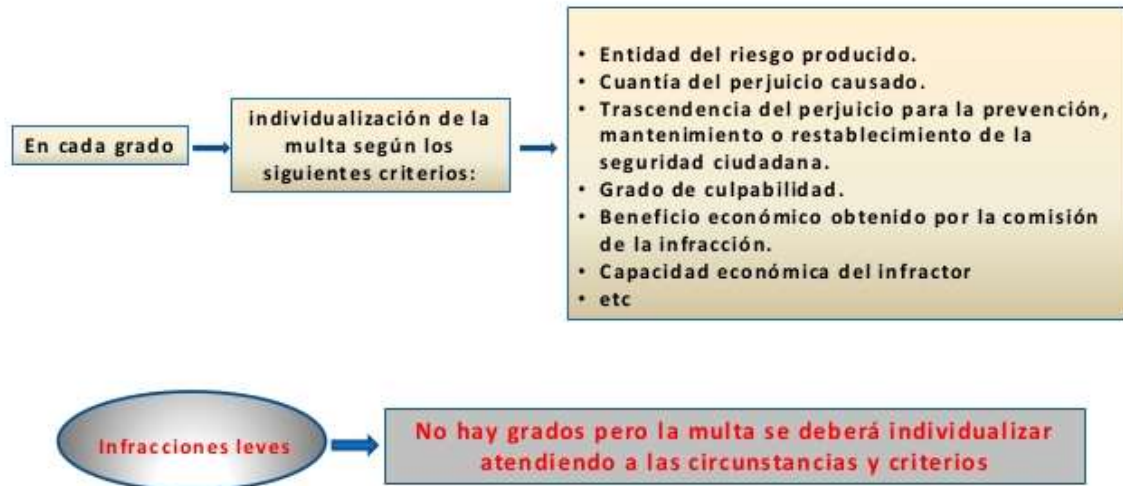 En cada grado
individualización de la
multa según los
siguientes criterios:
• Entidad del riesgo producido.
• Cuantía del perjuicio causado.
• Trascendencia del perjuicio para la prevención,
mantenimiento o restablecimiento de la
seguridad ciudadana.
• Grado de culpabilidad.
• Beneficio económico obtenido por la comisión
de la infracción.
• Capacidad económica del infractor
• etc
Infracciones leves
No hay grados pero la multa se deberá individualizar
atendiendo a las circunstancias y criterios